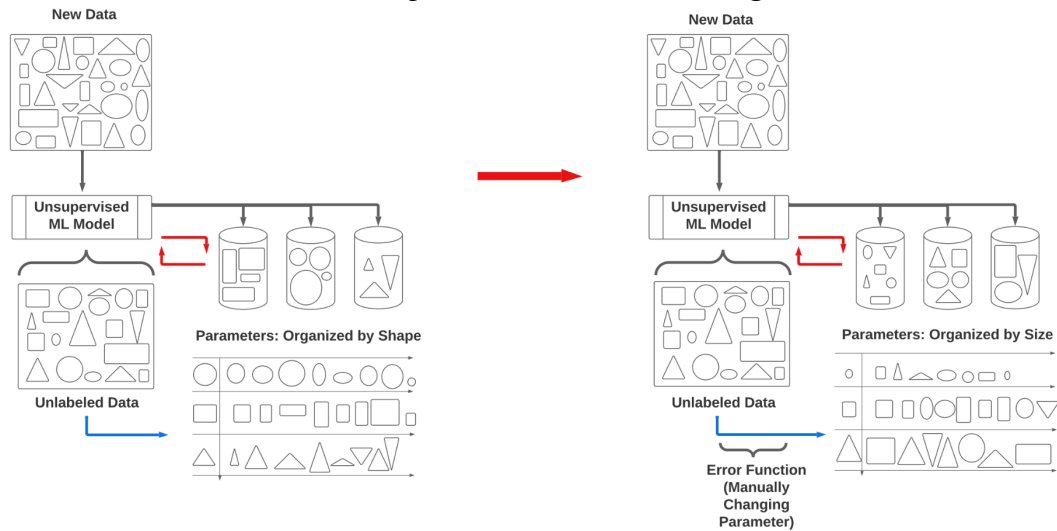 New Data
Unsupervised
ML Model
Parameters: Organized by Shape
Unlabeled Data
New Data
Unsupervised
ML Model
Parameters: Organized by Size
Unlabeled Data
Error Function
(Manually
Changing
Parameter)